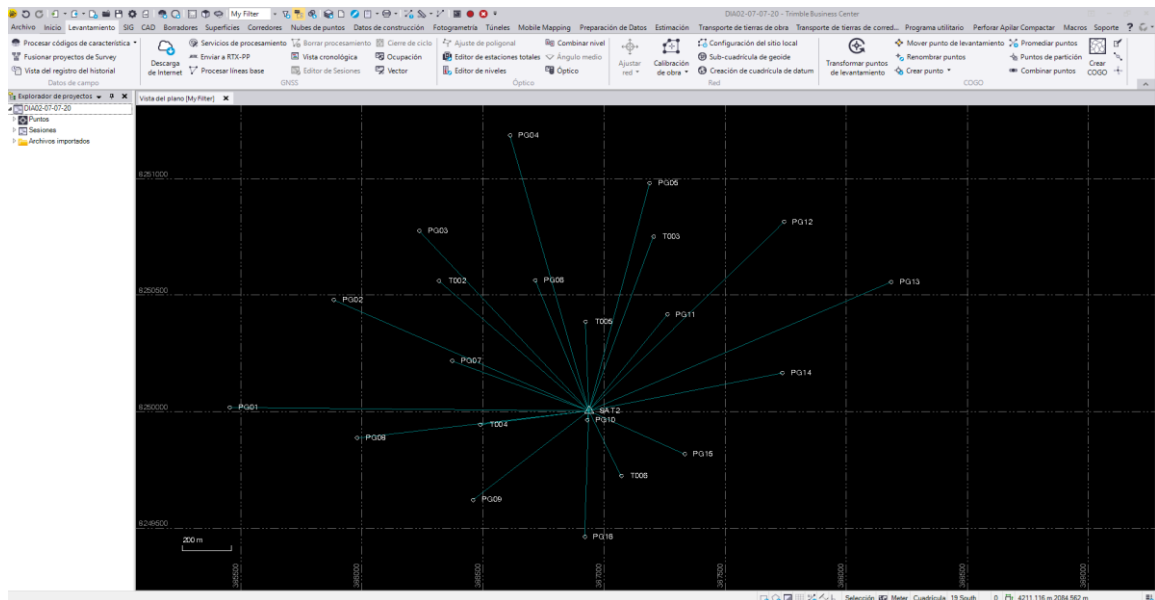 My Filter
DIA02-07-07-20 - Trimble Business Center
Archivo Inicio Levantamiento SIG CAD Borradores Superficies Corredores Nubes de puntos Datos de construcción Fotogrametría Túneles Mobile Mapping Preparación de Datos Estimación Transporte de tierras de obra Transporte de tierras de corred... Programa utilitario Perforar Apilar Compactar Macros Soporte
Procesar códigos de característica
Fusionar proyectos de Survey
Vista del registro del historial
Datos de campo
Descarga de Internet
Servicios de procesamiento Borrar procesamiento Cierre de ciclo
Enviar a RTX-PP Vista cronológica Ocupación
Procesar líneas base Editor de Sesiones Vector
GNSS
Ajuste de poligonal Combinar nivel
Editor de estaciones totales Ángulo medio
Editor de niveles Óptico
Óptico
Ajustar red
Calibración de obra
Configuración del sitio local
Sub-cuadrícula de geoide
Creación de cuadrícula de datum
Red
Transformar puntos de levantamiento
Mover punto de levantamiento Promediar puntos
Renombrar puntos Puntos de partición
Crear punto Combinar puntos
Crear COGO
COGO
Explorador de proyectos
DIA02-07-07-20
Puntos
Sesiones
Archivos importados
Vista del plano [My Filter]
PG04
6251000
PG05
PG12
PG03
T003
T002
PG06
PG13
6250500
PG02
PG11
T005
PG07
PG14
6250000
PG01
SAT2
PG10
T004
PG08
PG15
T006
PG09
6249500
PG16
200 m
385500
386000
386500
387000
387500
388000
388500
389000
Selección Meter Cuadrícula 19 South 0 4211.116 m,2084.562 m